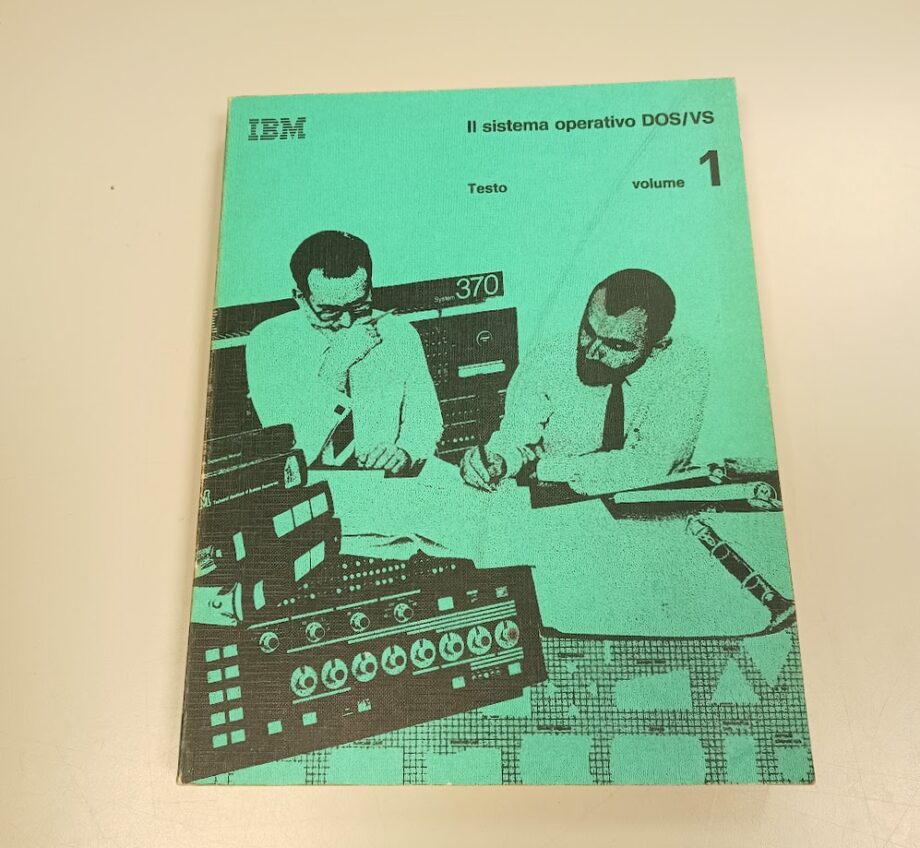 IBM
Il sistema operativo DOS/VS
Testo
volume 1
System 370